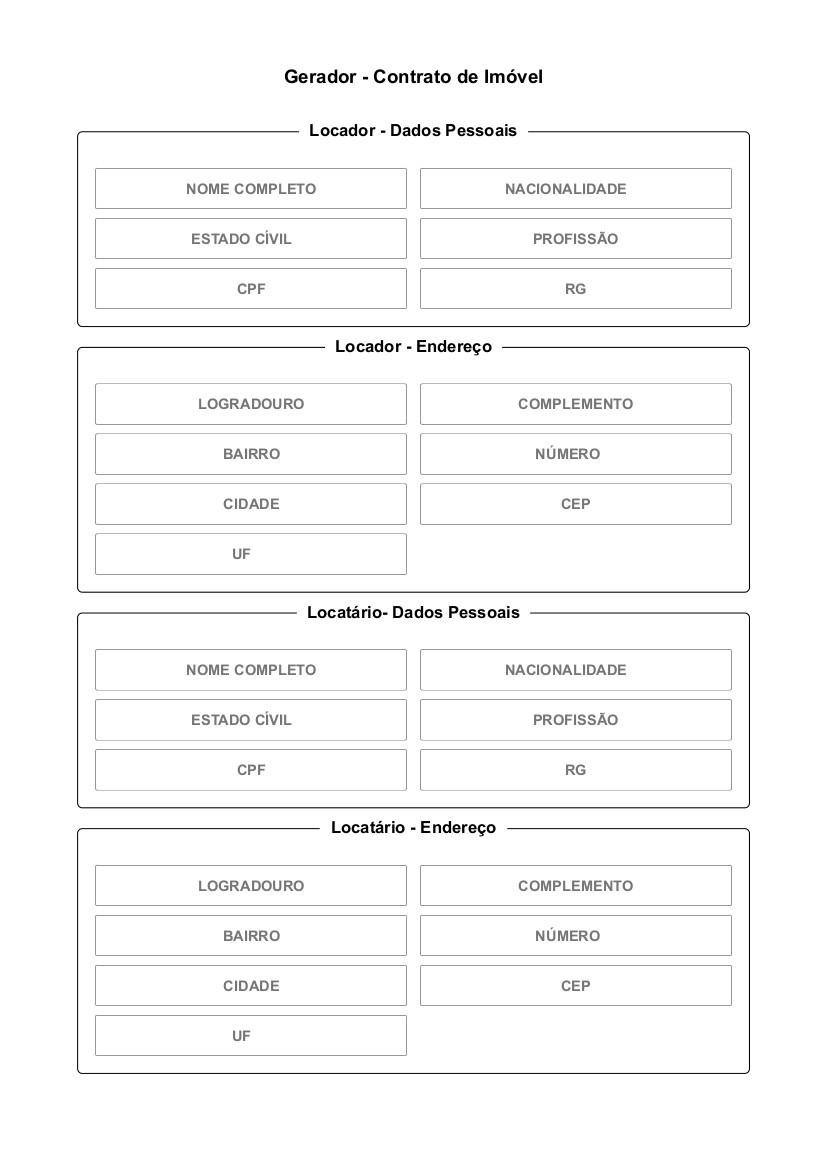 Gerador - Contrato de Imóvel
Locador - Dados Pessoais
NOME COMPLETO
NACIONALIDADE
ESTADO CÍVIL
PROFISSÃO
CPF
RG
Locador - Endereço
LOGRADOURO
COMPLEMENTO
BAIRRO
NÚMERO
CIDADE
CEP
UF
Locatário- Dados Pessoais
NOME COMPLETO
NACIONALIDADE
ESTADO CÍVIL
PROFISSÃO
CPF
RG
Locatário - Endereço
LOGRADOURO
COMPLEMENTO
BAIRRO
NÚMERO
CIDADE
CEP
UF